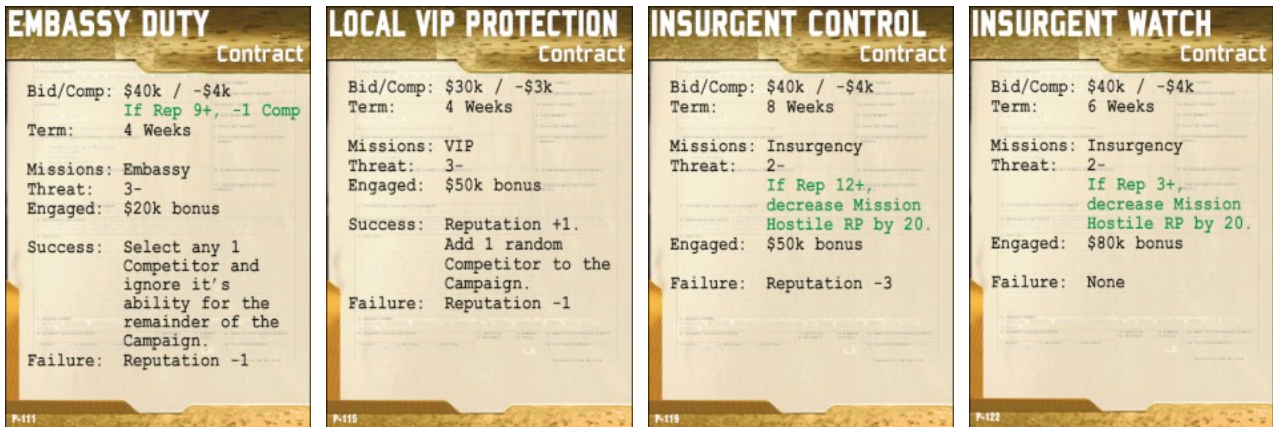 EMBASSY DUTY
Contract
Bid/Comp: $40k / -$4k
If Rep 9+, -1 Comp
Term: 4 Weeks
Missions: Embassy
Threat: 3-
Engaged: $20k bonus
Success: Select any 1
Competitor and
ignore it's
ability for the
remainder of the
Campaign.
Failure: Reputation -1
P-111
LOCAL VIP PROTECTION
Contract
Bid/Comp: $30k / -$3k
Term: 4 Weeks
Missions: VIP
Threat: 3-
Engaged: $50k bonus
Success: Reputation +1.
Add 1 random
Competitor to the
Campaign.
Failure: Reputation -1
P-115
INSURGENT CONTROL
Contract
Bid/Comp: $40k / -$4k
Term: 8 Weeks
Missions: Insurgency
Threat: 2-
If Rep 12+,
decrease Mission
Hostile RP by 20.
Engaged: $50k bonus
Failure: Reputation -3
P-119
INSURGENT WATCH
Contract
Bid/Comp: $40k / -$4k
Term: 6 Weeks
Missions: Insurgency
Threat: 2-
If Rep 3+,
decrease Mission
Hostile RP by 20.
Engaged: $80k bonus
Failure: None
P-122